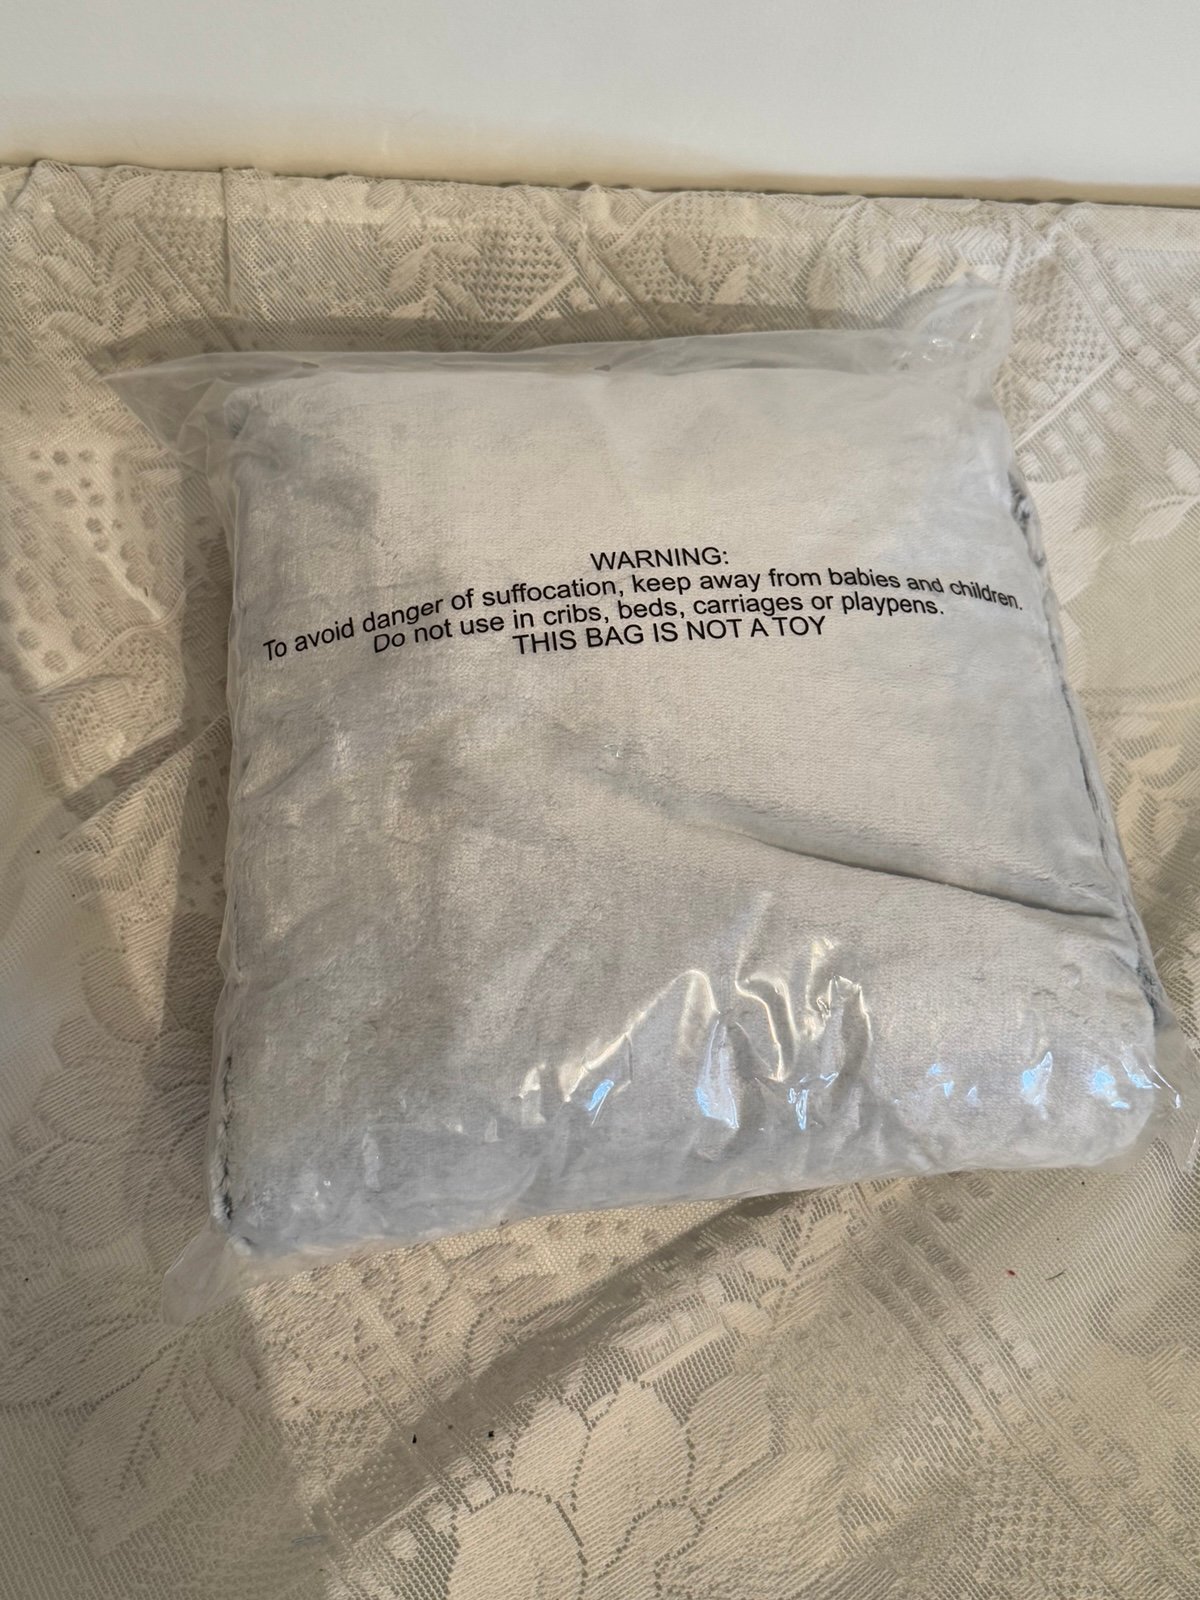 WARNING:
To avoid danger of suffocation, keep away from babies and children.
Do not use in cribs, beds, carriages or playpens.
THIS BAG IS NOT A TOY